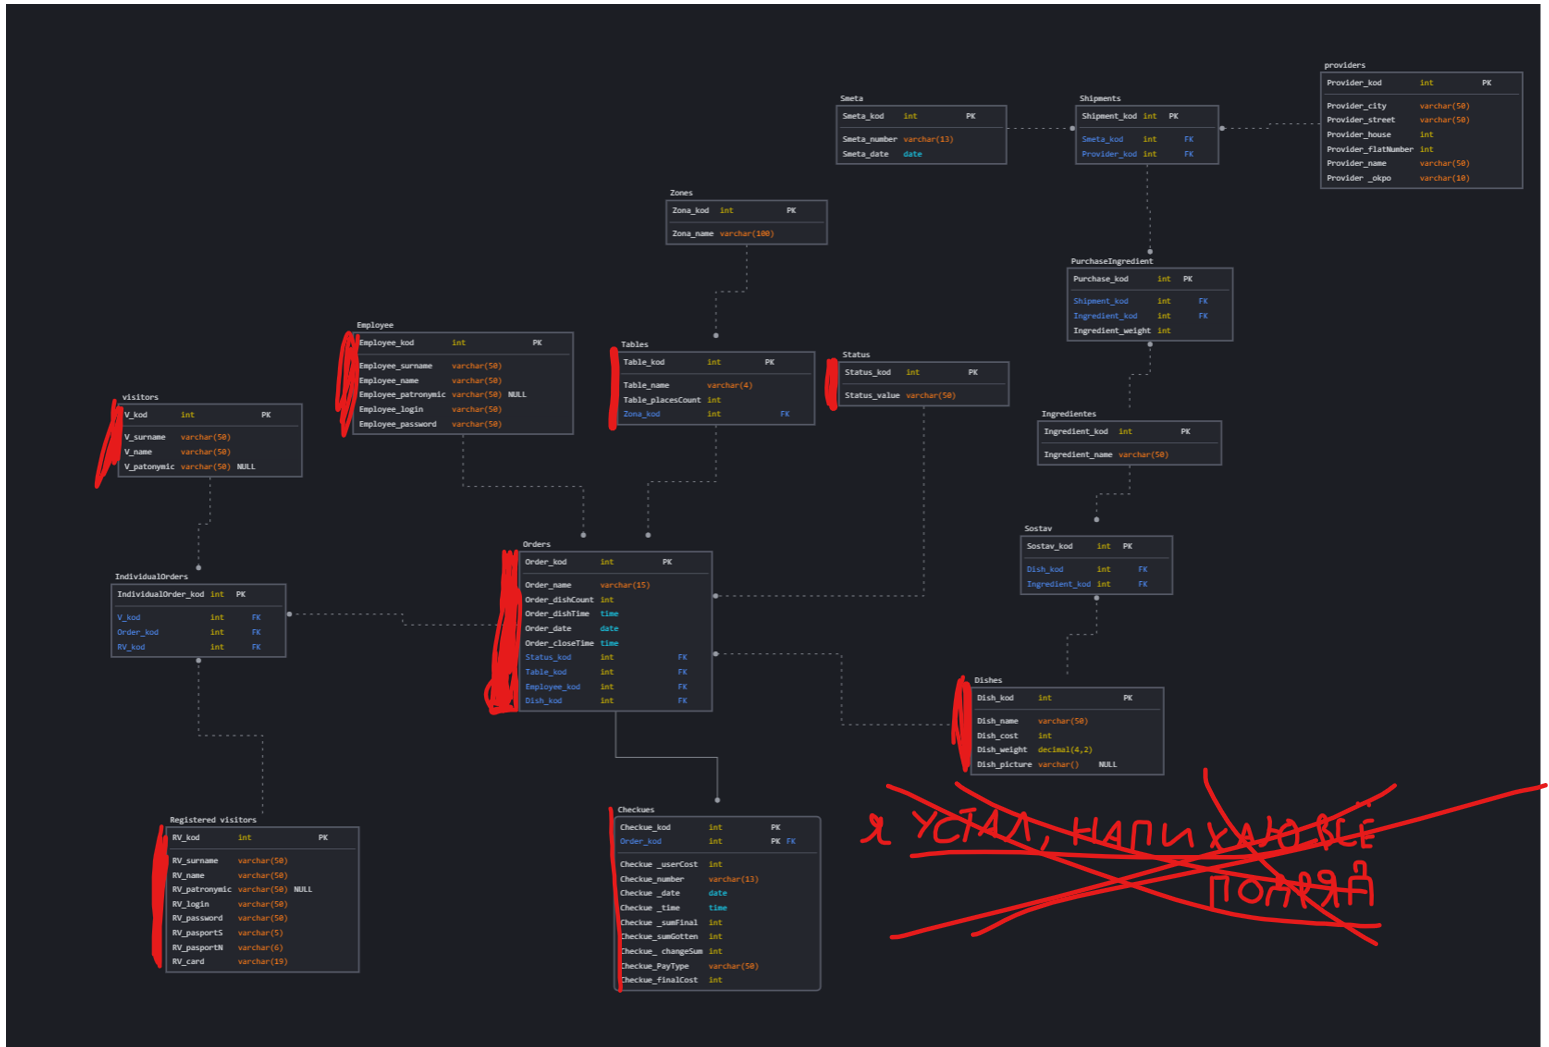 providers
Provider_kod int PK
Provider_city varchar(50)
Provider_street varchar(50)
Provider_house int
Provider_flatNumber int
Provider_name varchar(50)
Provider _okpo varchar(10)
Smeta
Smeta_kod int PK
Smeta_number varchar(13)
Smeta_date date
Shipments
Shipment_kod int PK
Smeta_kod int FK
Provider_kod int FK
Zones
Zona_kod int PK
Zona_name varchar(100)
PurchaseIngredient
Purchase_kod int PK
Shipment_kod int FK
Ingredient_kod int FK
Ingredient_weight int
Employee
Employee_kod int PK
Employee_surname varchar(50)
Employee_name varchar(50)
Employee_patronymic varchar(50) NULL
Employee_login varchar(50)
Employee_password varchar(50)
Tables
Table_kod int PK
Table_name varchar(4)
Table_placesCount int
Zona_kod int FK
Status
Status_kod int PK
Status_value varchar(50)
visitors
V_kod int PK
V_surname varchar(50)
V_name varchar(50)
V_patonymic varchar(50) NULL
Ingredientes
Ingredient_kod int PK
Ingredient_name varchar(50)
Sostav
Sostav_kod int PK
Dish_kod int FK
Ingredient_kod int FK
Orders
Order_kod int PK
Order_name varchar(15)
Order_dishCount int
Order_dishTime time
Order_date date
Order_closeTime time
Status_kod int FK
Table_kod int FK
Employee_kod int FK
Dish_kod int FK
IndividualOrders
IndividualOrder_kod int PK
V_kod int FK
Order_kod int FK
RV_kod int FK
Dishes
Dish_kod int PK
Dish_name varchar(50)
Dish_cost int
Dish_weight decimal(4,2)
Dish_picture varchar() NULL
Registered visitors
RV_kod int PK
RV_surname varchar(50)
RV_name varchar(50)
RV_patronymic varchar(50) NULL
RV_login varchar(50)
RV_password varchar(50)
RV_pasportS varchar(5)
RV_pasportN varchar(6)
RV_card varchar(19)
Checkues
Checkue_kod int PK
Order_kod int PK FK
Checkue _userCost int
Checkue_number varchar(13)
Checkue _date date
Checkue _time time
Checkue _sumFinal int
Checkue_sumGotten int
Checkue_ changeSum int
Checkue_PayType varchar(50)
Checkue_finalCost int
Я УСТАЛ, НАПИХАЮ ВСЁ
ПОДРЯД